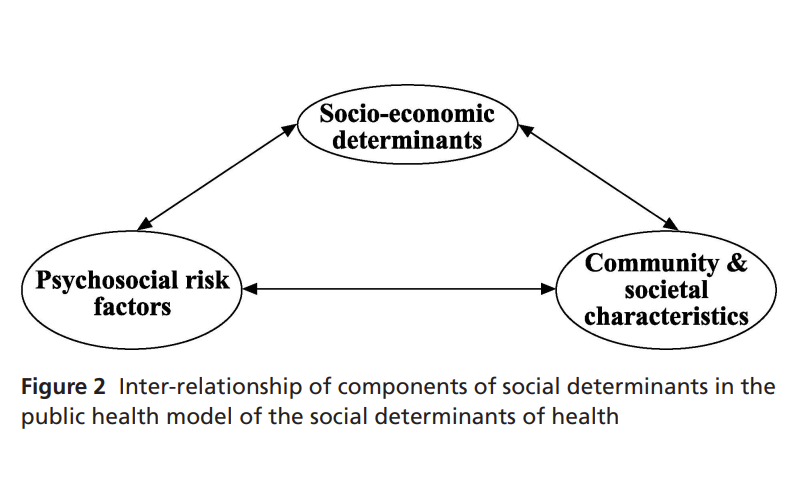 Socio-economic
determinants
Psychosocial risk
factors
Community &
societal
characteristics
Figure 2 Inter-relationship of components of social determinants in the
public health model of the social determinants of health